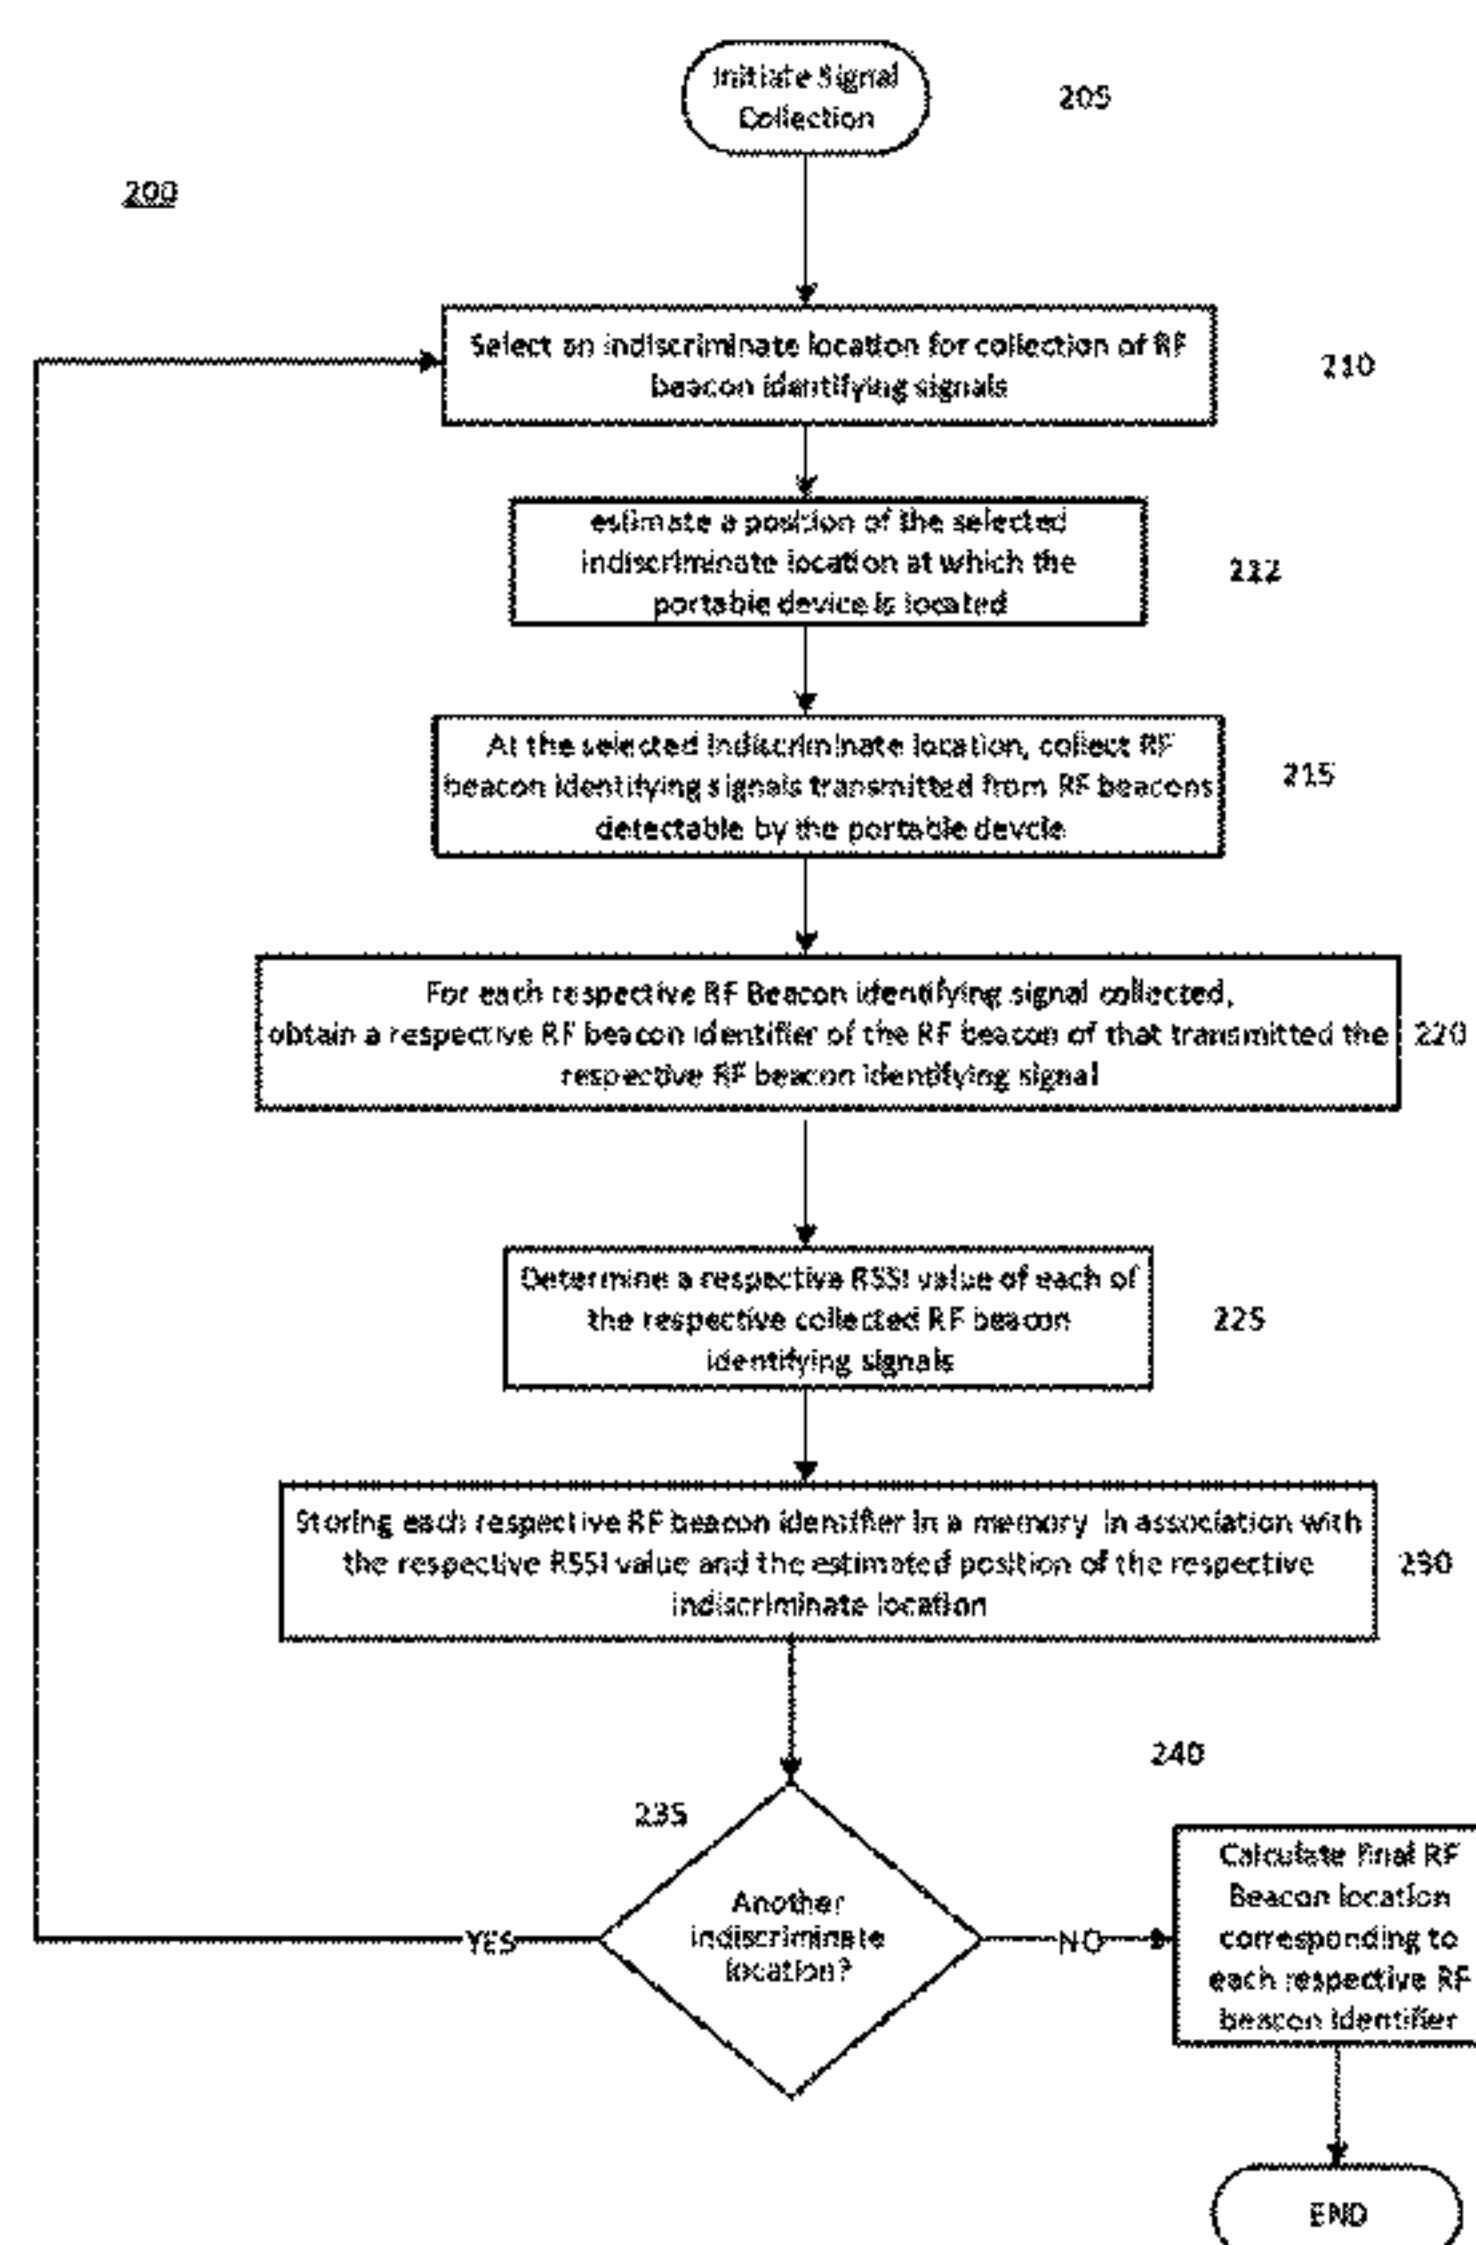 Initiate Signal
Collection
205
200
Select an indiscriminate location for collection of RF
beacon identifying signals
210
estimate a position of the selected
indiscriminate location at which the
portable device is located
212
At the selected indiscriminate location, collect RF
beacon identifying signals transmitted from RF beacons
detectable by the portable devcie
215
For each respective RF Beacon identifying signal collected,
obtain a respective RF beacon identifier of the RF beacon of that transmitted the
respective RF beacon identifying signal
220
Determine a respective RSSI value of each of
the respective collected RF beacon
identifying signals
225
Storing each respective RF beacon identifier in a memory in association with
the respective RSSI value and the estimated position of the respective
indiscriminate location
230
235
Another
indiscriminate
location?
YES
NO
240
Calculate final RF
Beacon location
corresponding to
each respective RF
beacon identifier
END